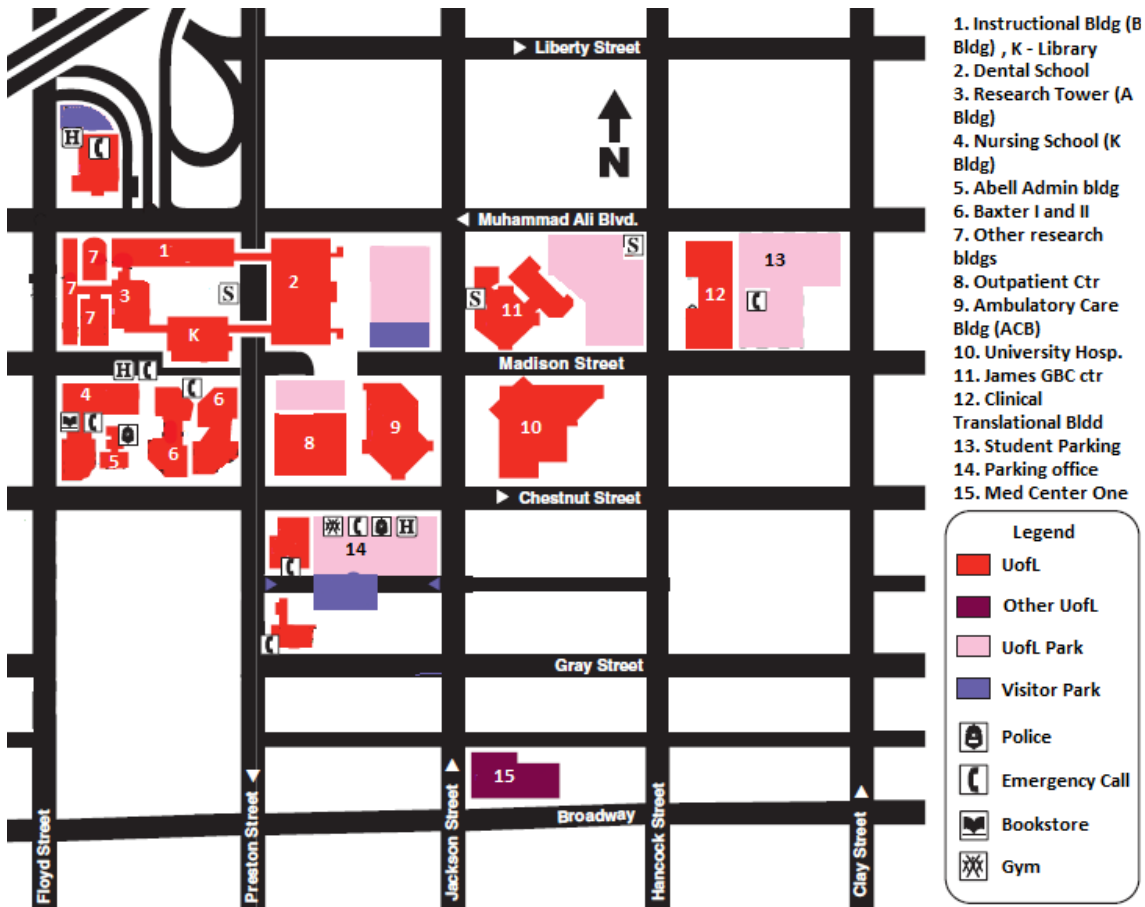 Liberty Street
N
Muhammad Ali Blvd.
H
1
7
7
3
7
S
2
K
S
11
S
12
13
Madison Street
H
4
6
5
6
8
9
10
Chestnut Street
H
14
Gray Street
15
Broadway
Floyd Street
Preston Street
Jackson Street
Hancock Street
Clay Street
1. Instructional Bldg (B
Bldg) , K - Library
2. Dental School
3. Research Tower (A
Bldg)
4. Nursing School (K
Bldg)
5. Abell Admin bldg
6. Baxter I and II
7. Other research
bldgs
8. Outpatient Ctr
9. Ambulatory Care
Bldg (ACB)
10. University Hosp.
11. James GBC ctr
12. Clinical
Translational Bldd
13. Student Parking
14. Parking office
15. Med Center One
Legend
UofL
Other UofL
UofL Park
Visitor Park
Police
Emergency Call
Bookstore
Gym